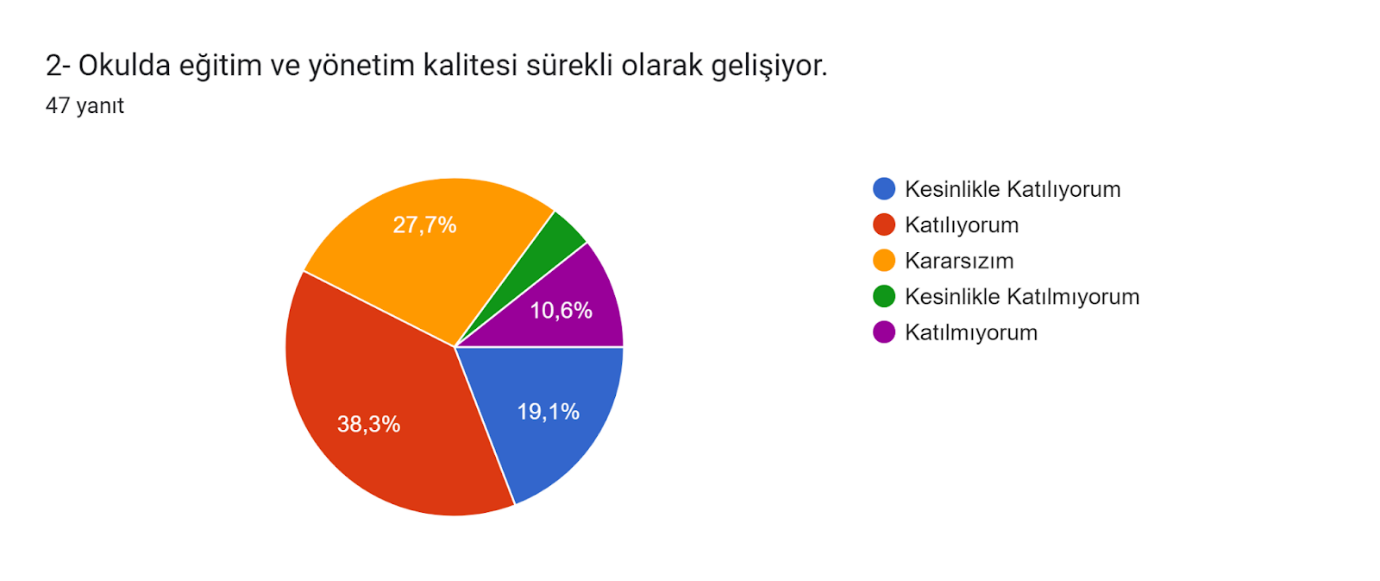 2- Okulda eğitim ve yönetim kalitesi sürekli olarak gelişiyor.
47 yanıt
27,7%
10,6%
19,1%
38,3%
Kesinlikle Katılıyorum
Katılıyorum
Kararsızım
Kesinlikle Katılmıyorum
Katılmıyorum